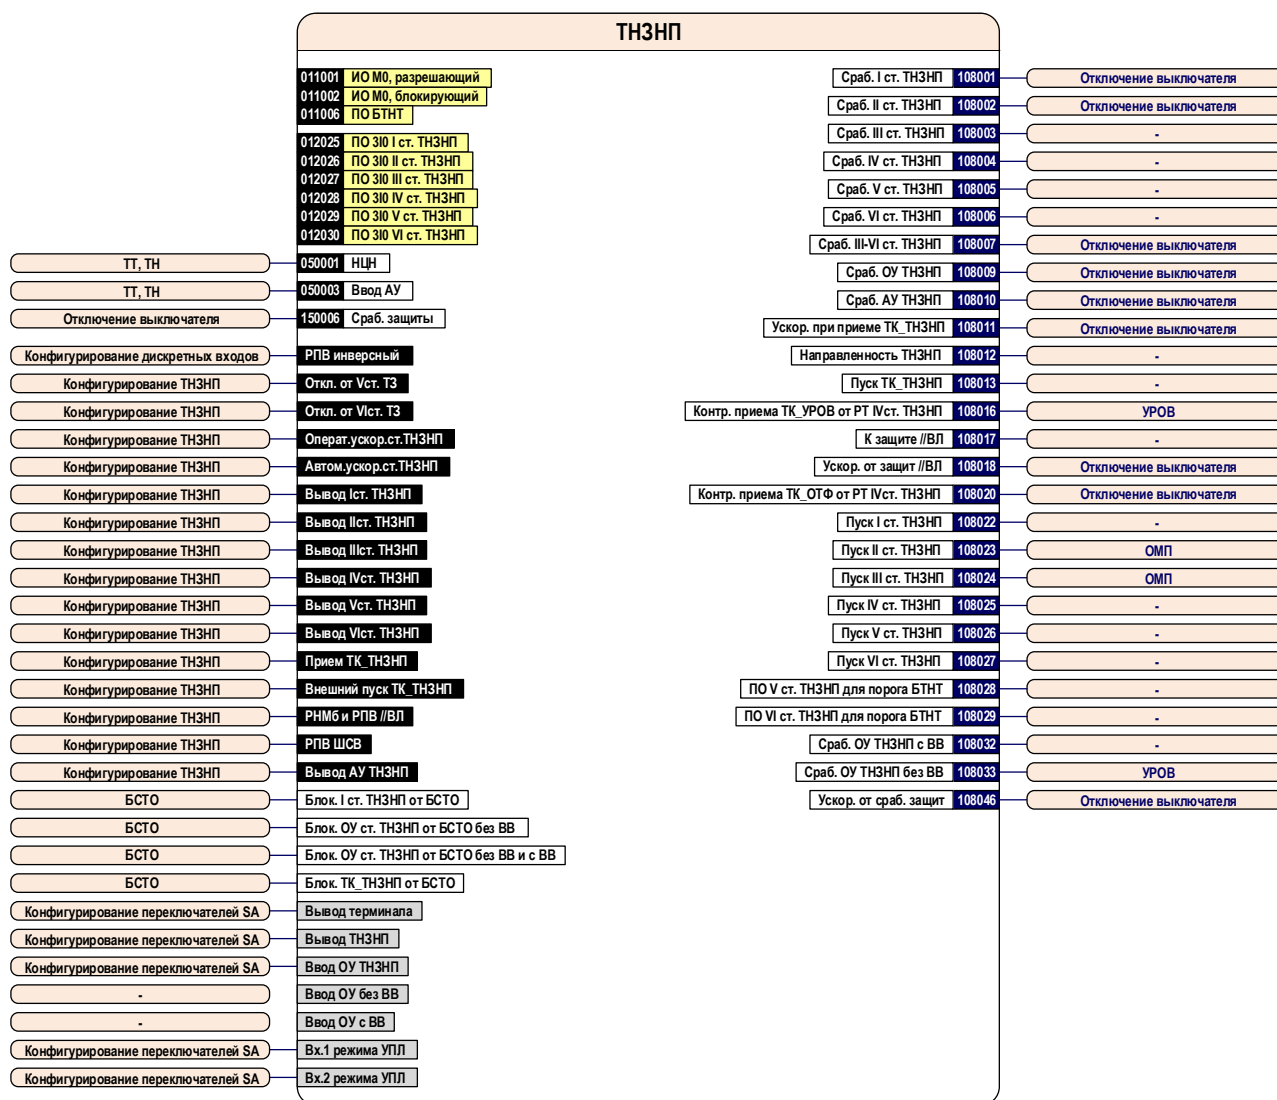 ТНЗНП
011001 ИО М0, разрешающий
011002 ИО М0, блокирующий
011006 ПО БТНТ
012025 ПО 3I0 I ст. ТНЗНП
012026 ПО 3I0 II ст. ТНЗНП
012027 ПО 3I0 III ст. ТНЗНП
012028 ПО 3I0 IV ст. ТНЗНП
012029 ПО 3I0 V ст. ТНЗНП
012030 ПО 3I0 VI ст. ТНЗНП
ТТ, ТН 050001 НЦН
ТТ, ТН 050003 Ввод АУ
Отключение выключателя 150006 Сраб. защиты
Конфигурирование дискретных входов РПВ инверсный
Конфигурирование ТНЗНП Откл. от Vст. ТЗ
Конфигурирование ТНЗНП Откл. от VIст. ТЗ
Конфигурирование ТНЗНП Операт.ускор.ст.ТНЗНП
Конфигурирование ТНЗНП Автом.ускор.ст.ТНЗНП
Конфигурирование ТНЗНП Вывод Iст. ТНЗНП
Конфигурирование ТНЗНП Вывод IIст. ТНЗНП
Конфигурирование ТНЗНП Вывод IIIст. ТНЗНП
Конфигурирование ТНЗНП Вывод IVст. ТНЗНП
Конфигурирование ТНЗНП Вывод Vст. ТНЗНП
Конфигурирование ТНЗНП Вывод VIст. ТНЗНП
Конфигурирование ТНЗНП Прием ТК_ТНЗНП
Конфигурирование ТНЗНП Внешний пуск ТК_ТНЗНП
Конфигурирование ТНЗНП РНМб и РПВ //ВЛ
Конфигурирование ТНЗНП РПВ ШСВ
Конфигурирование ТНЗНП Вывод АУ ТНЗНП
БСТО Блок. I ст. ТНЗНП от БСТО
БСТО Блок. ОУ ст. ТНЗНП от БСТО без ВВ
БСТО Блок. ОУ ст. ТНЗНП от БСТО без ВВ и с ВВ
БСТО Блок. ТК_ТНЗНП от БСТО
Конфигурирование переключателей SA Вывод терминала
Конфигурирование переключателей SA Вывод ТНЗНП
Конфигурирование переключателей SA Ввод ОУ ТНЗНП
- Ввод ОУ без ВВ
- Ввод ОУ с ВВ
Конфигурирование переключателей SA Вх.1 режима УПЛ
Конфигурирование переключателей SA Вх.2 режима УПЛ
Сраб. I ст. ТНЗНП 108001 Отключение выключателя
Сраб. II ст. ТНЗНП 108002 Отключение выключателя
Сраб. III ст. ТНЗНП 108003 -
Сраб. IV ст. ТНЗНП 108004 -
Сраб. V ст. ТНЗНП 108005 -
Сраб. VI ст. ТНЗНП 108006 -
Сраб. III-VI ст. ТНЗНП 108007 Отключение выключателя
Сраб. ОУ ТНЗНП 108009 Отключение выключателя
Сраб. АУ ТНЗНП 108010 Отключение выключателя
Ускор. при приеме ТК_ТНЗНП 108011 Отключение выключателя
Направленность ТНЗНП 108012 -
Пуск ТК_ТНЗНП 108013 -
Контр. приема ТК_УРОВ от РТ IVст. ТНЗНП 108016 УРОВ
К защите //ВЛ 108017 -
Ускор. от защит //ВЛ 108018 Отключение выключателя
Контр. приема ТК_ОТФ от РТ IVст. ТНЗНП 108020 Отключение выключателя
Пуск I ст. ТНЗНП 108022 -
Пуск II ст. ТНЗНП 108023 ОМП
Пуск III ст. ТНЗНП 108024 ОМП
Пуск IV ст. ТНЗНП 108025 -
Пуск V ст. ТНЗНП 108026 -
Пуск VI ст. ТНЗНП 108027 -
ПО V ст. ТНЗНП для порога БТНТ 108028 -
ПО VI ст. ТНЗНП для порога БТНТ 108029 -
Сраб. ОУ ТНЗНП с ВВ 108032 -
Сраб. ОУ ТНЗНП без ВВ 108033 УРОВ
Ускор. от сраб. защит 108046 Отключение выключателя